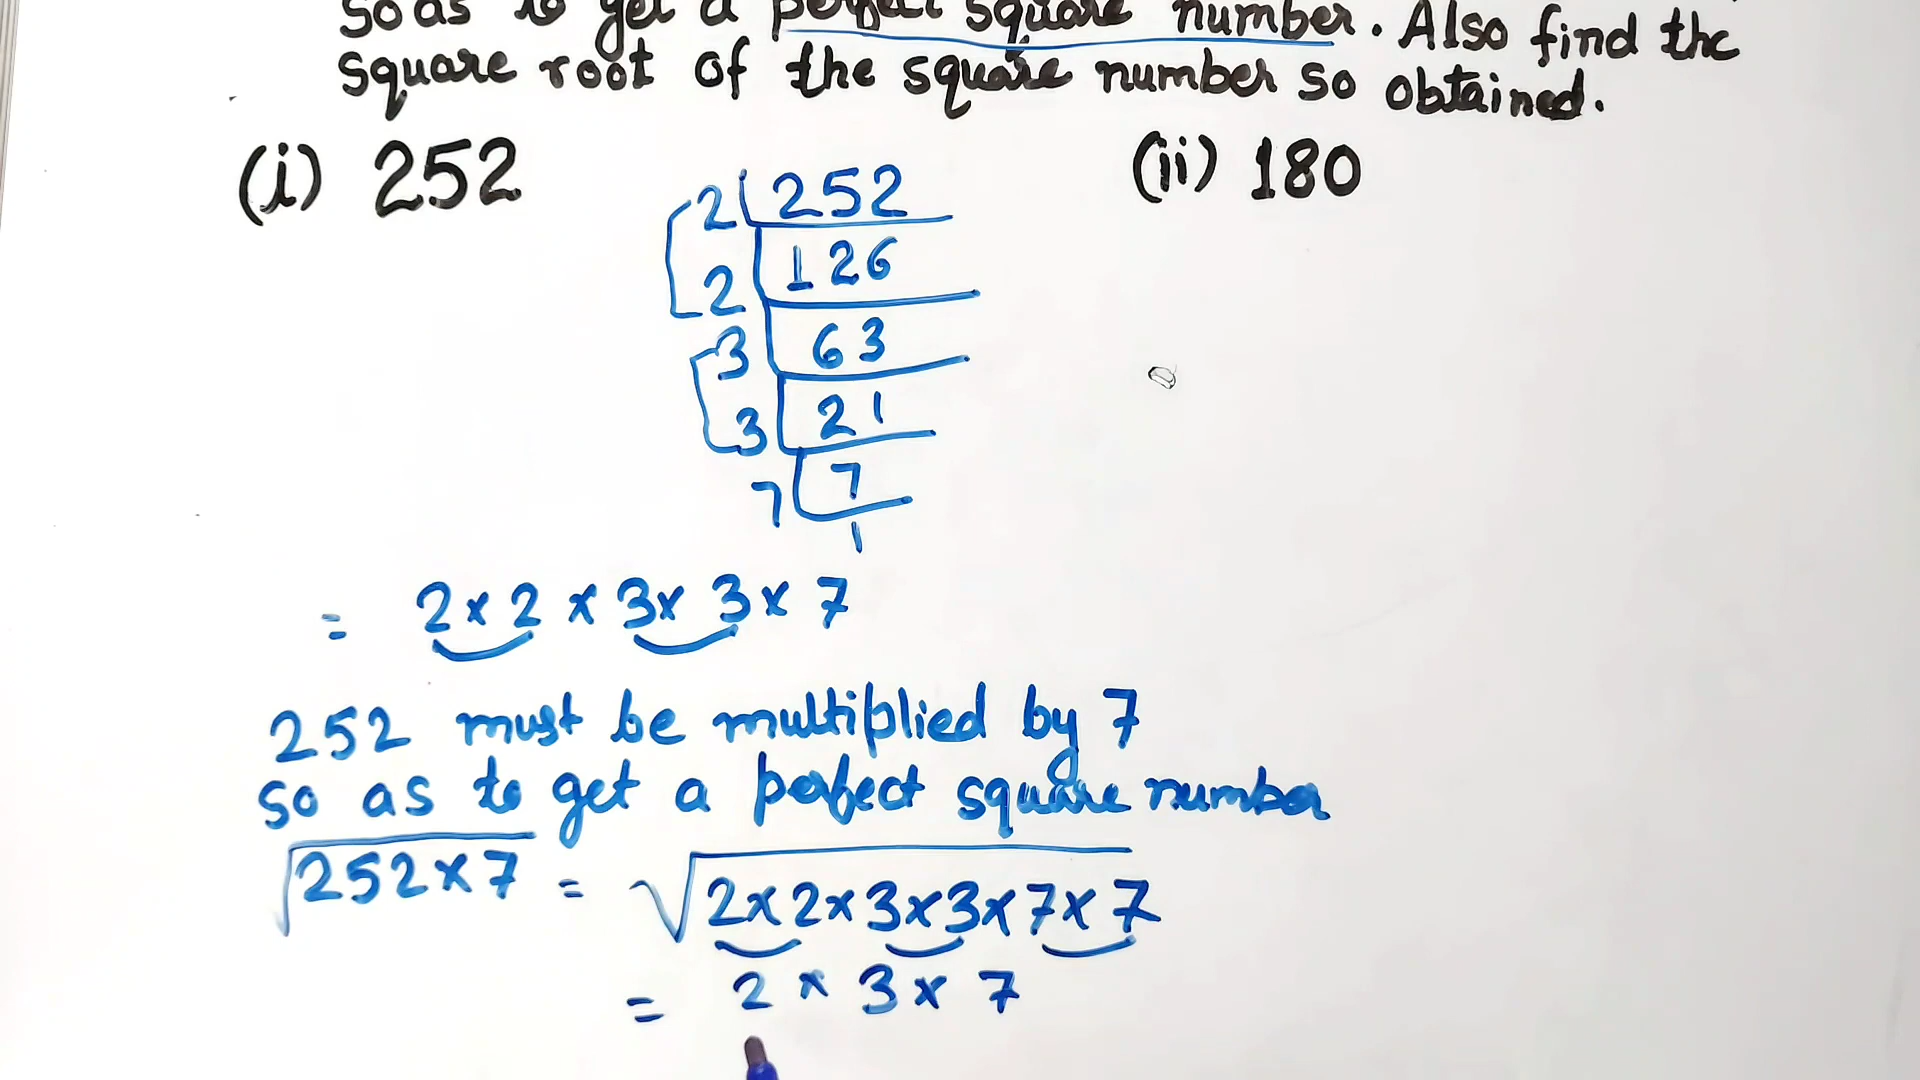 so as to get a perfect square number. Also find the
square root of the square number so obtained.
(i) 252
(ii) 180
2 252
2 126
3 63
3 21
7 7
1
= 2 × 2 × 3 × 3 × 7
252 must be multiplied by 7
so as to get a perfect square number
√252×7 = √2×2×3×3×7×7
= 2 × 3 × 7